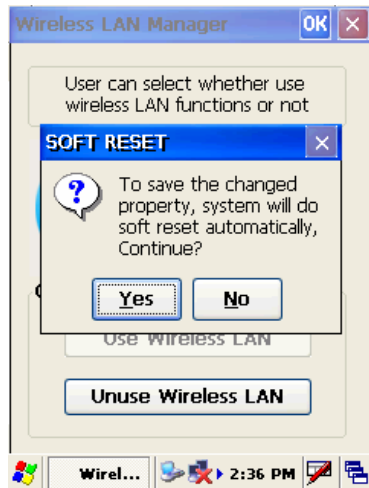 Wireless LAN Manager OK
User can select whether use
wireless LAN functions or not
SOFT RESET
To save the changed
property, system will do
soft reset automatically,
Continue?
Yes No
Use Wireless LAN
Unuse Wireless LAN
Wirel... 2:36 PM